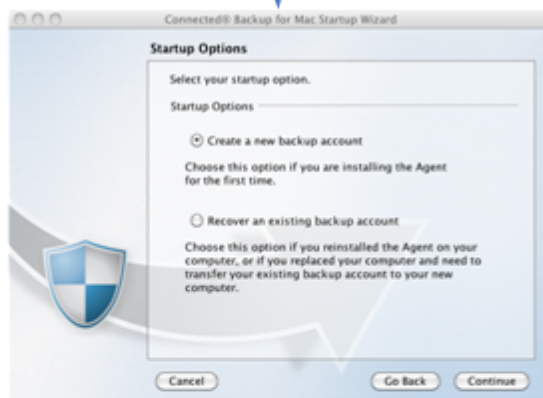 Connected® Backup for Mac Startup Wizard
Startup Options
Select your startup option.
Startup Options
Create a new backup account
Choose this option if you are installing the Agent
for the first time.
Recover an existing backup account
Choose this option if you reinstalled the Agent on your
computer, or if you replaced your computer and need to
transfer your existing backup account to your new
computer.
Cancel
Go Back
Continue